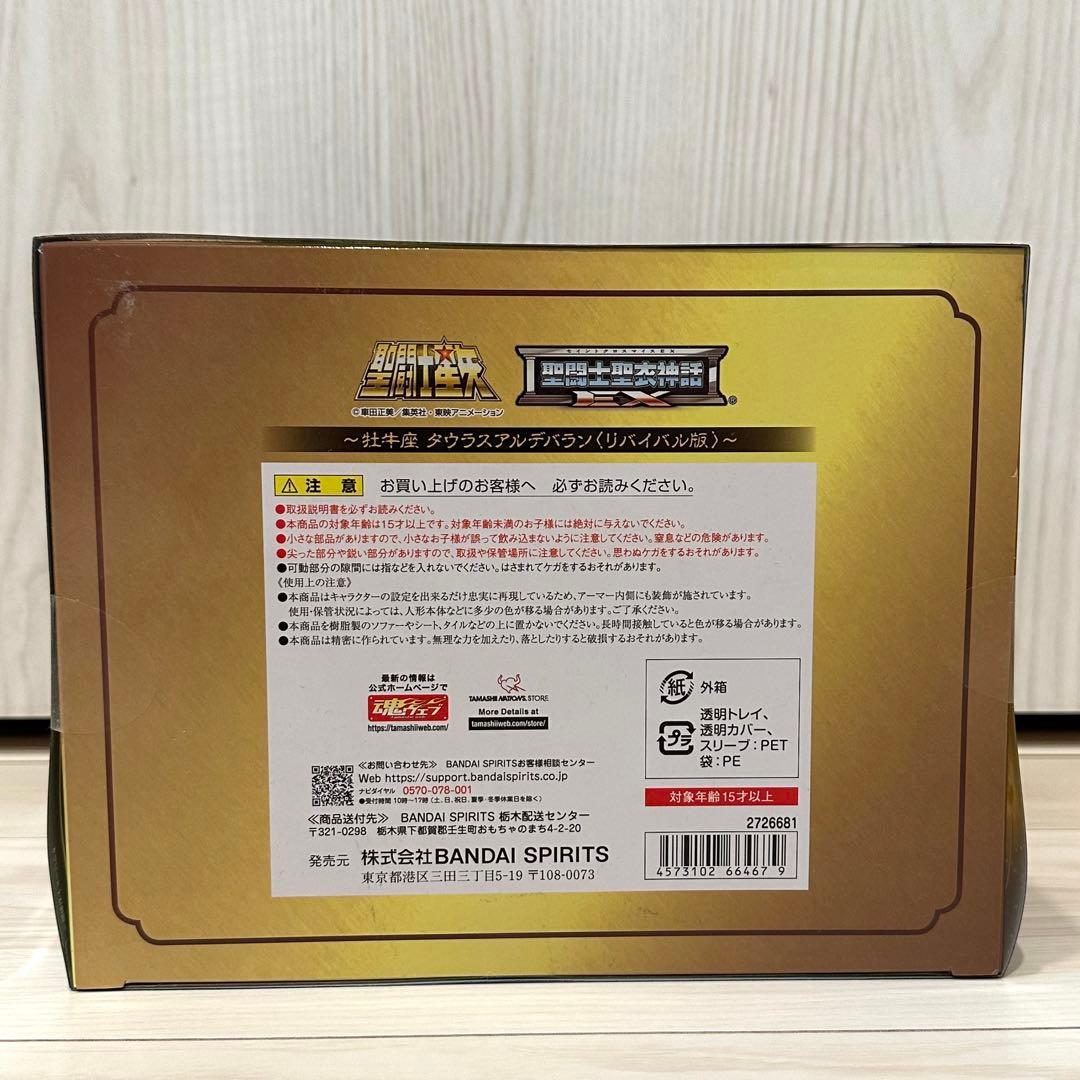 聖闘士星矢
セイントクロスマイスEX
聖闘士聖衣神話
EX ®
©車田正美／集英社・東映アニメーション
～牡牛座 タウラスアルデバラン〈リバイバル版〉～
⚠注 意 お買い上げのお客様へ 必ずお読みください。
●取扱説明書を必ずお読みください。
●本商品の対象年齢は15才以上です。対象年齢未満のお子様には絶対に与えないでください。
●小さな部品がありますので、小さなお子様が誤って飲み込まないように注意してください。窒息などの危険があります。
●尖った部分や鋭い部分がありますので、取扱や保管場所に注意してください。思わぬケガをするおそれがあります。
●可動部分の隙間には指などを入れないでください。はさまれてケガをするおそれがあります。
《使用上の注意》
●本商品はキャラクターの設定を出来るだけ忠実に再現しているため、アーマー内側にも装飾が施されています。
使用・保管状況によっては、人形本体などに多少の色が移る場合があります。ご了承ください。
●本商品を樹脂製のソファーやシート、タイルなどの上に置かないでください。長時間接触していると色が移る場合があります。
●本商品は精密に作られています。無理な力を加えたり、落としたりすると破損するおそれがあります。
最新の情報は
公式ホームページで
魂ウェブ
tamashii web
https://tamashiiweb.com/
TAMASHII NATIONS STORE
More Details at
tamashiiweb.com/store/
紙 外箱
プラ 透明トレイ、
透明カバー、
スリーブ：PET
袋：PE
≪お問い合わせ先≫ BANDAI SPIRITSお客様相談センター
Web https://support.bandaispirits.co.jp
ナビダイヤル 0570-078-001
●受付時間 10時～17時（土、日、祝日、夏季・冬季休業日を除く）
≪商品送付先≫ BANDAI SPIRITS 栃木配送センター
〒321-0298 栃木県下都賀郡壬生町おもちゃのまち4-2-20
発売元 株式会社BANDAI SPIRITS
東京都港区三田三丁目5-19 〒108-0073
対象年齢15才以上
2726681
4573102 66467 9